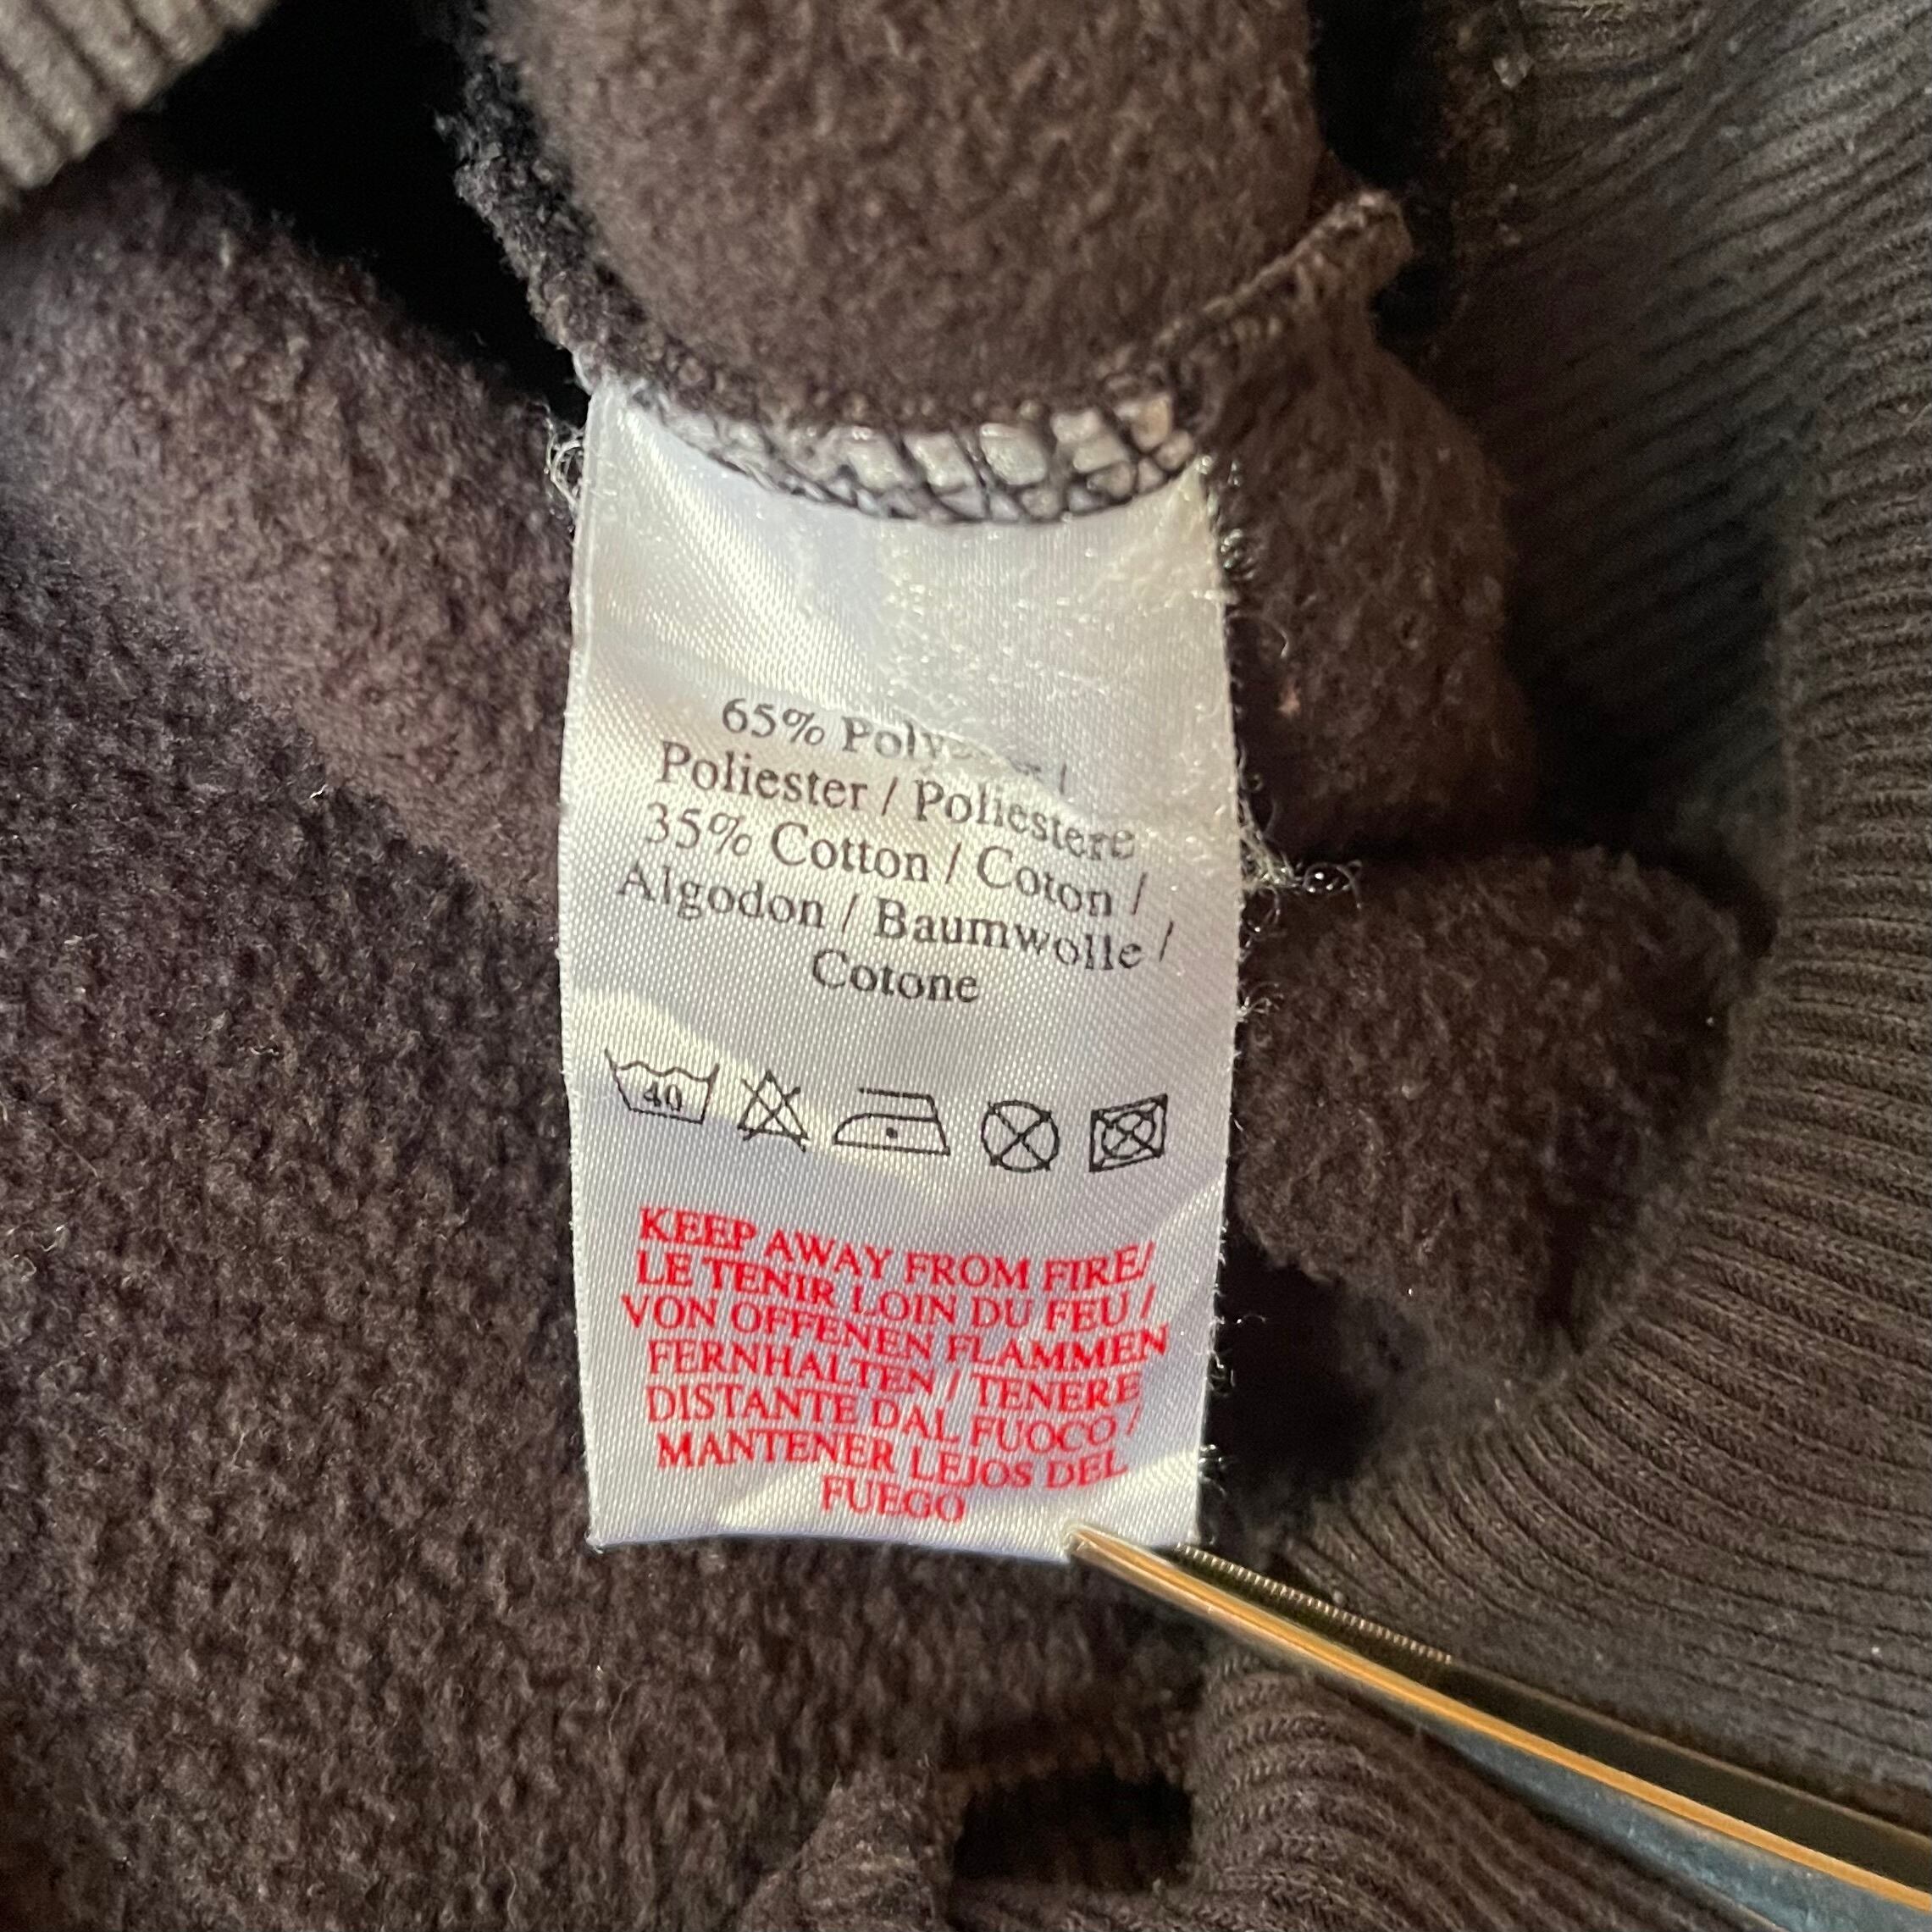 65%
Poliester / Poliestere
35% Cotton / Coton /
Algodon / Baumwolle /
Cotone
40
KEEP AWAY FROM FIRE/
LE TENIR LOIN DU FEU /
VON OFFENEN FLAMMEN
FERNHALTEN / TENERE
DISTANTE DAL FUOCO /
MANTENER LEJOS DEL
FUEGO